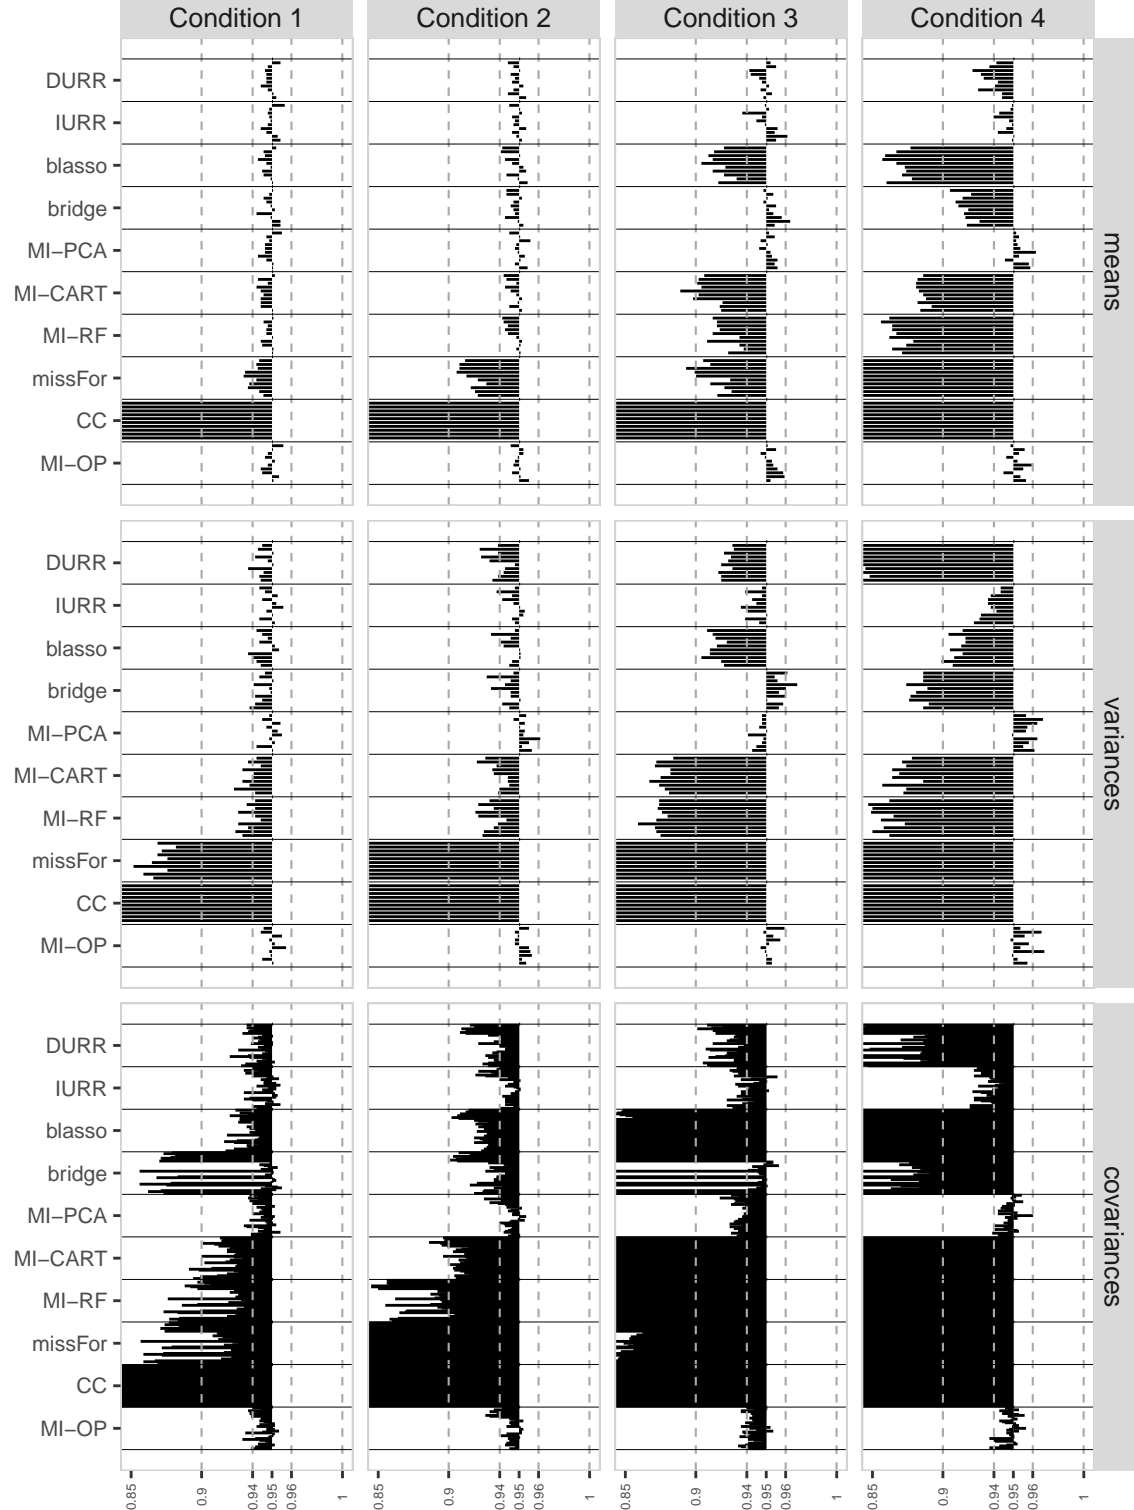 Condition 1
Condition 2
Condition 3
Condition 4
DURR
IURR
blasso
bridge
MI−PCA
MI−CART
MI−RF
missFor
CC
MI−OP
means
DURR
IURR
blasso
bridge
MI−PCA
MI−CART
MI−RF
missFor
CC
MI−OP
variances
DURR
IURR
blasso
bridge
MI−PCA
MI−CART
MI−RF
missFor
CC
MI−OP
covariances
0.85
0.9
0.94
0.95
0.96
1
0.85
0.9
0.94
0.95
0.96
1
0.85
0.9
0.94
0.95
0.96
1
0.85
0.9
0.94
0.95
0.96
1